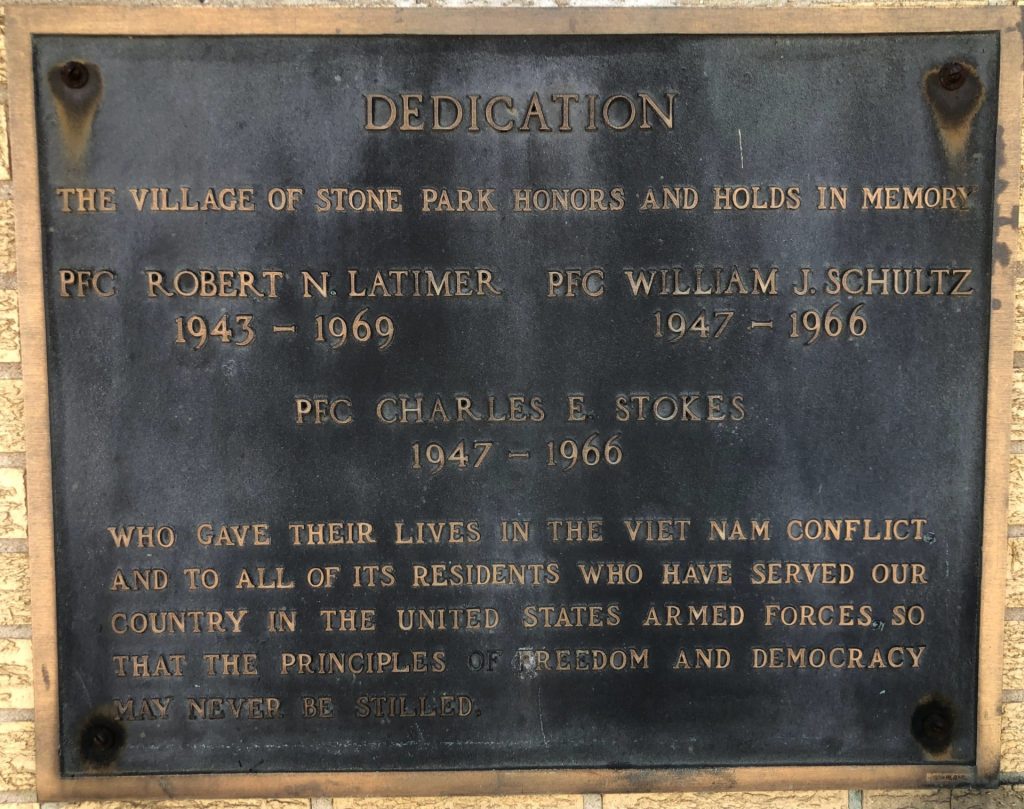 DEDICATION
THE VILLAGE OF STONE PARK HONORS AND HOLDS IN MEMORY
PFC ROBERT N. LATIMER PFC WILLIAM J. SCHULTZ
1943 – 1969 1947 – 1966
PFC CHARLES E. STOKES
1947 – 1966
WHO GAVE THEIR LIVES IN THE VIET NAM CONFLICT,
AND TO ALL OF ITS RESIDENTS WHO HAVE SERVED OUR
COUNTRY IN THE UNITED STATES ARMED FORCES, SO
THAT THE PRINCIPLES OF FREEDOM AND DEMOCRACY
MAY NEVER BE STILLED.